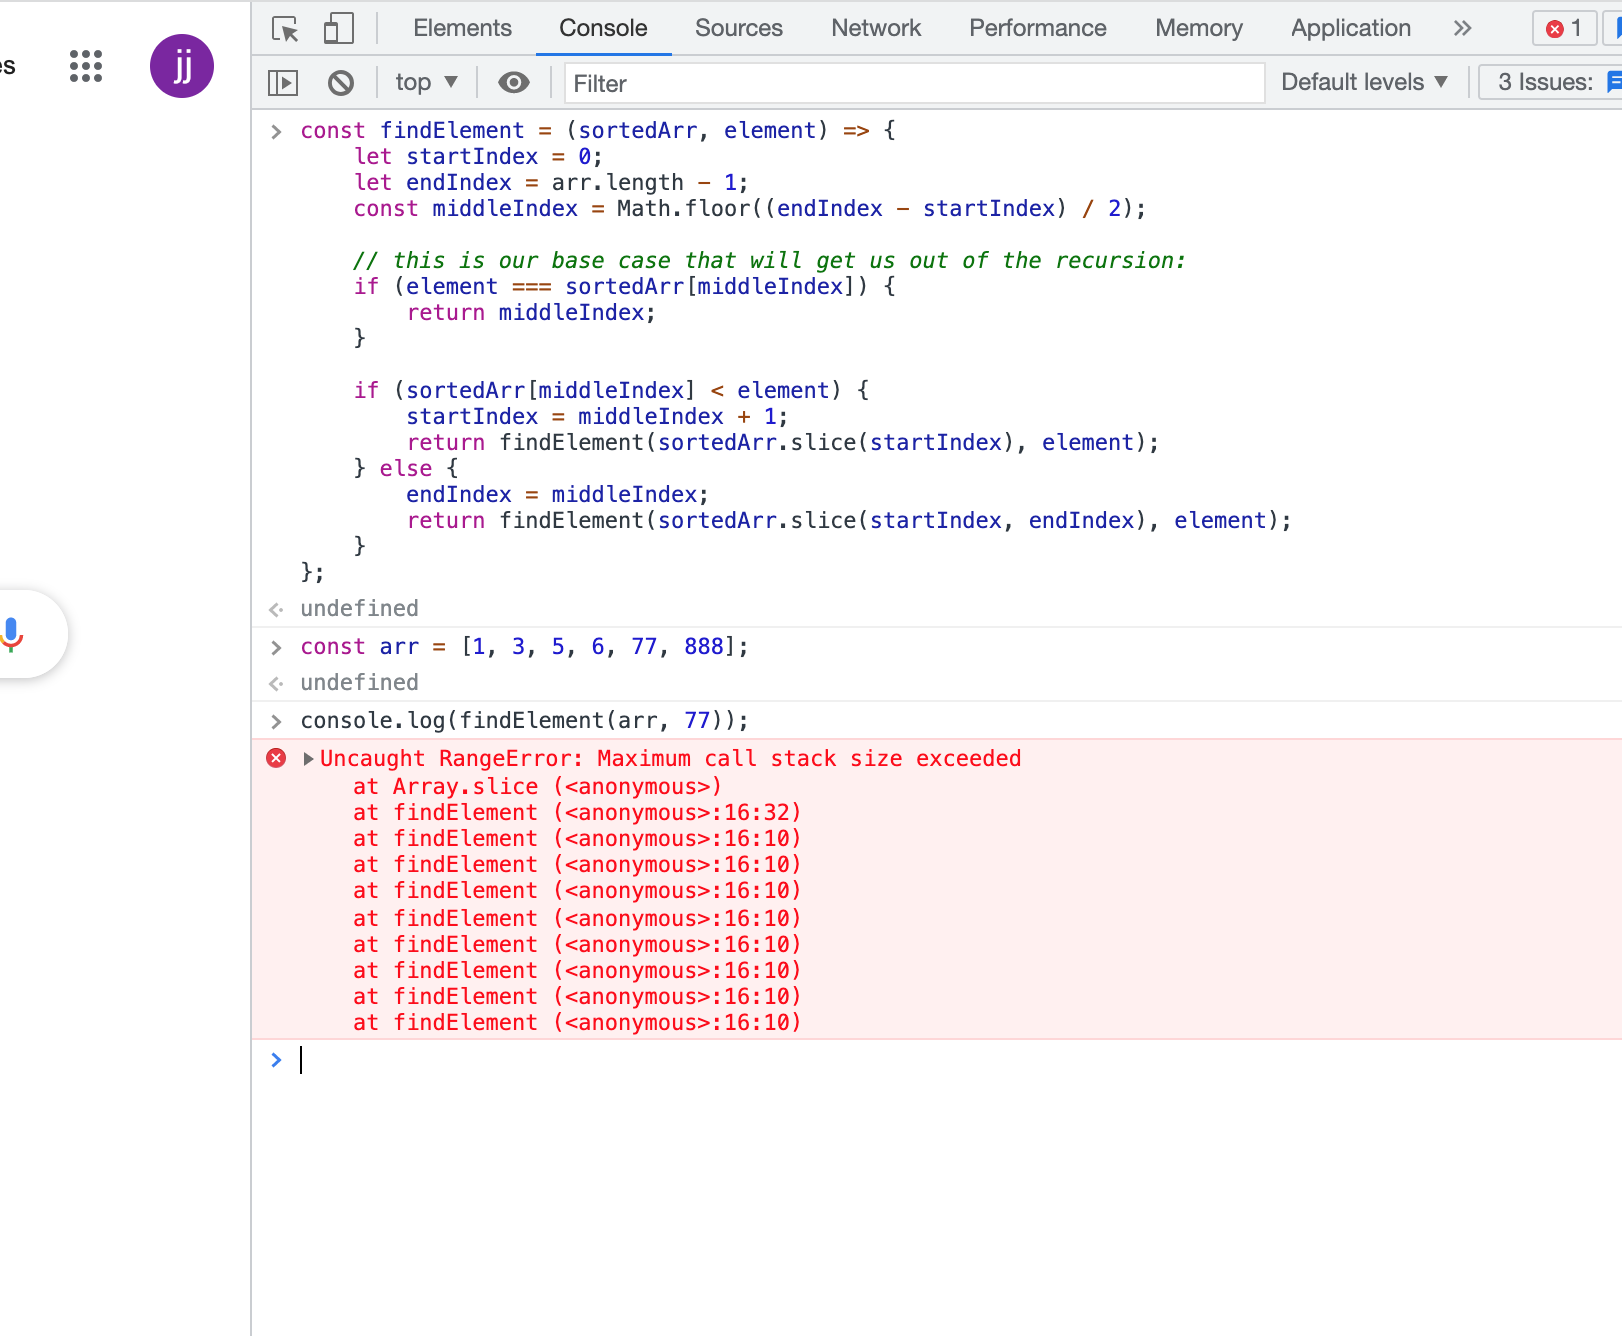 es
jj
Elements Console Sources Network Performance Memory Application » 1
top ▼ Filter Default levels ▼ 3 Issues:
> const findElement = (sortedArr, element) => {
let startIndex = 0;
let endIndex = arr.length - 1;
const middleIndex = Math.floor((endIndex - startIndex) / 2);
// this is our base case that will get us out of the recursion:
if (element === sortedArr[middleIndex]) {
return middleIndex;
}
if (sortedArr[middleIndex] < element) {
startIndex = middleIndex + 1;
return findElement(sortedArr.slice(startIndex), element);
} else {
endIndex = middleIndex;
return findElement(sortedArr.slice(startIndex, endIndex), element);
}
};
undefined
> const arr = [1, 3, 5, 6, 77, 888];
undefined
> console.log(findElement(arr, 77));
Uncaught RangeError: Maximum call stack size exceeded
at Array.slice (<anonymous>)
at findElement (<anonymous>:16:32)
at findElement (<anonymous>:16:10)
at findElement (<anonymous>:16:10)
at findElement (<anonymous>:16:10)
at findElement (<anonymous>:16:10)
at findElement (<anonymous>:16:10)
at findElement (<anonymous>:16:10)
at findElement (<anonymous>:16:10)
at findElement (<anonymous>:16:10)
>